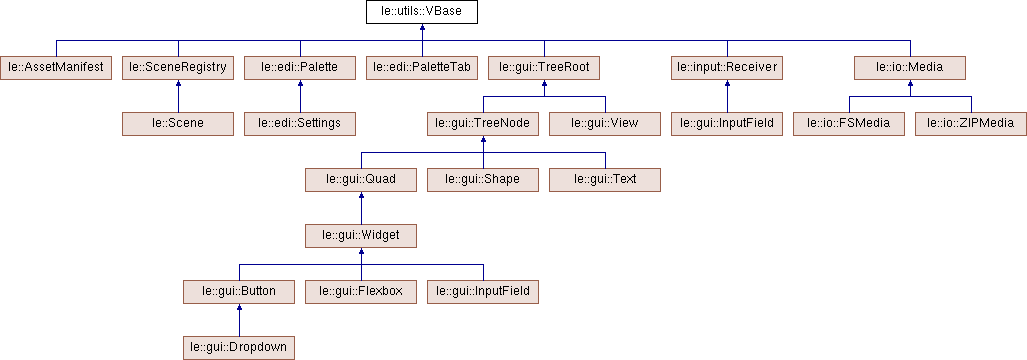 le::utils::VBase
le::AssetManifest
le::SceneRegistry
le::edi::Palette
le::edi::PaletteTab
le::gui::TreeRoot
le::input::Receiver
le::io::Media
le::Scene
le::edi::Settings
le::gui::TreeNode
le::gui::View
le::gui::InputField
le::io::FSMedia
le::io::ZIPMedia
le::gui::Quad
le::gui::Shape
le::gui::Text
le::gui::Widget
le::gui::Button
le::gui::Flexbox
le::gui::InputField
le::gui::Dropdown